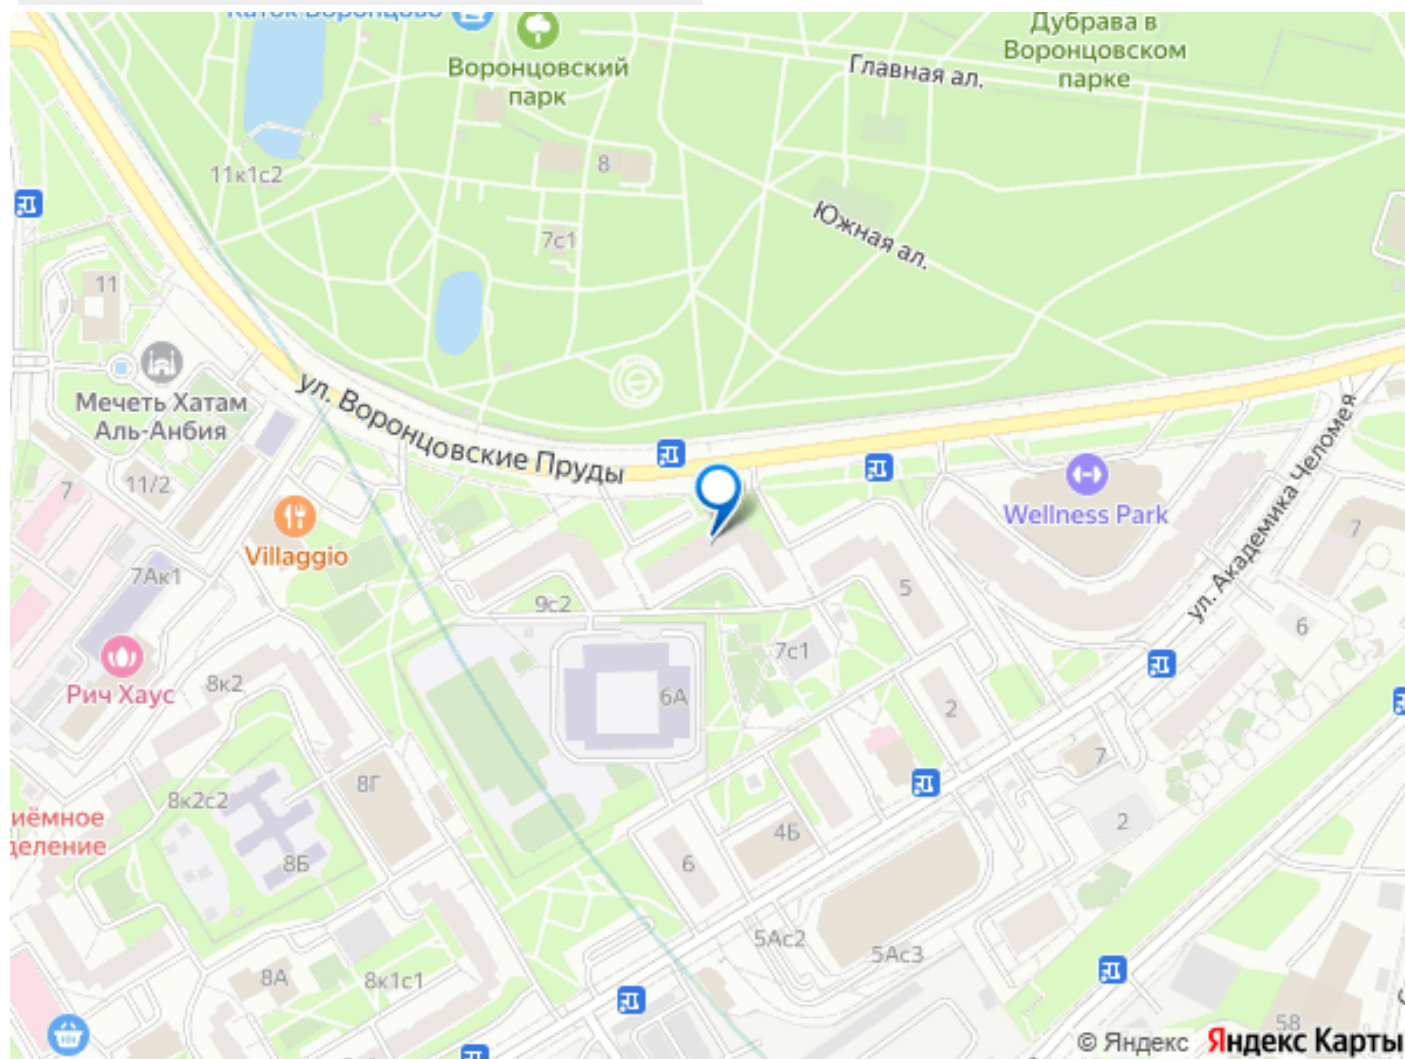 Каток Воронцово
Воронцовский
парк
Дубрава в
Воронцовском
парке
Главная ал.
11к1с2
8
7с1
Южная ал.
11
Мечеть Хатам
Аль-Анбия
ул. Воронцовские Пруды
7
11/2
Villaggio
7Ак1
Wellness Park
ул. Академика Челомея
7
9с2
5
6
7с1
Рич Хаус
8к2
6А
2
7
8Г
8к2с2
8Б
4Б
2
6
5Ас2
5Ас3
8А
8к1с1
58
© Яндекс Яндекс Карты